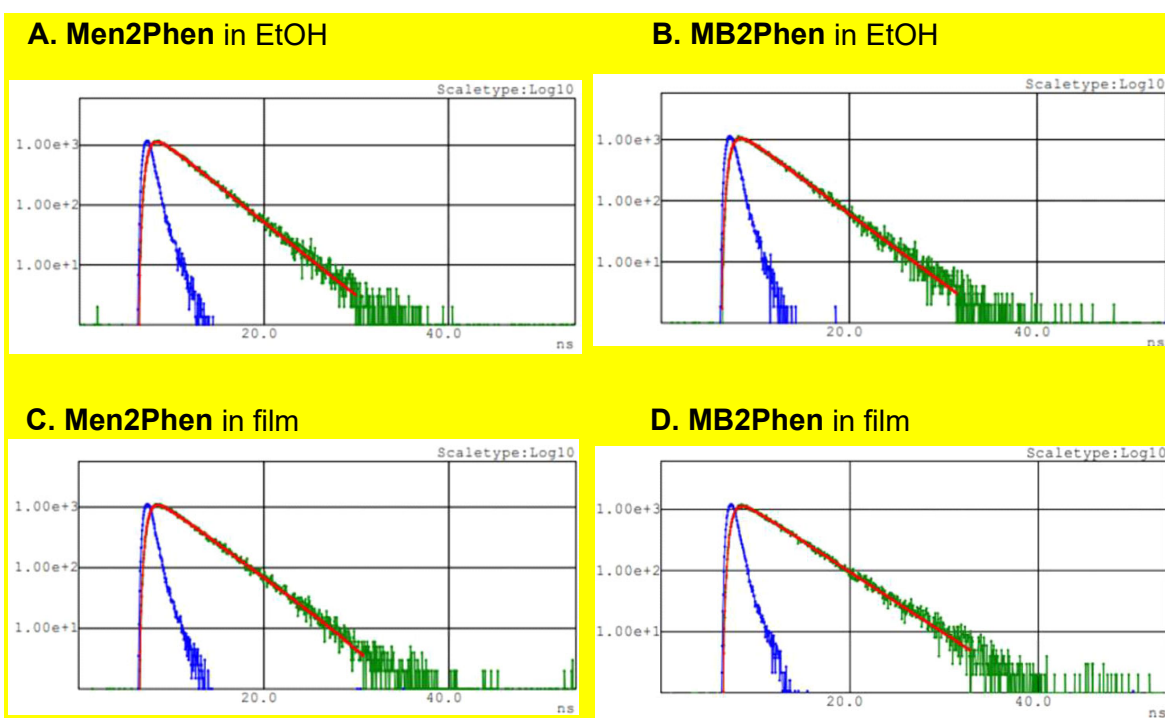 A. Men2Phen in EtOH
B. MB2Phen in EtOH
Scaletype:Log10
1.00e+3
1.00e+2
1.00e+1
20.0
40.0
ns
Scaletype:Log10
1.00e+3
1.00e+2
1.00e+1
20.0
40.0
ns
C. Men2Phen in film
D. MB2Phen in film
Scaletype:Log10
1.00e+3
1.00e+2
1.00e+1
20.0
40.0
ns
Scaletype:Log10
1.00e+3
1.00e+2
1.00e+1
20.0
40.0
ns